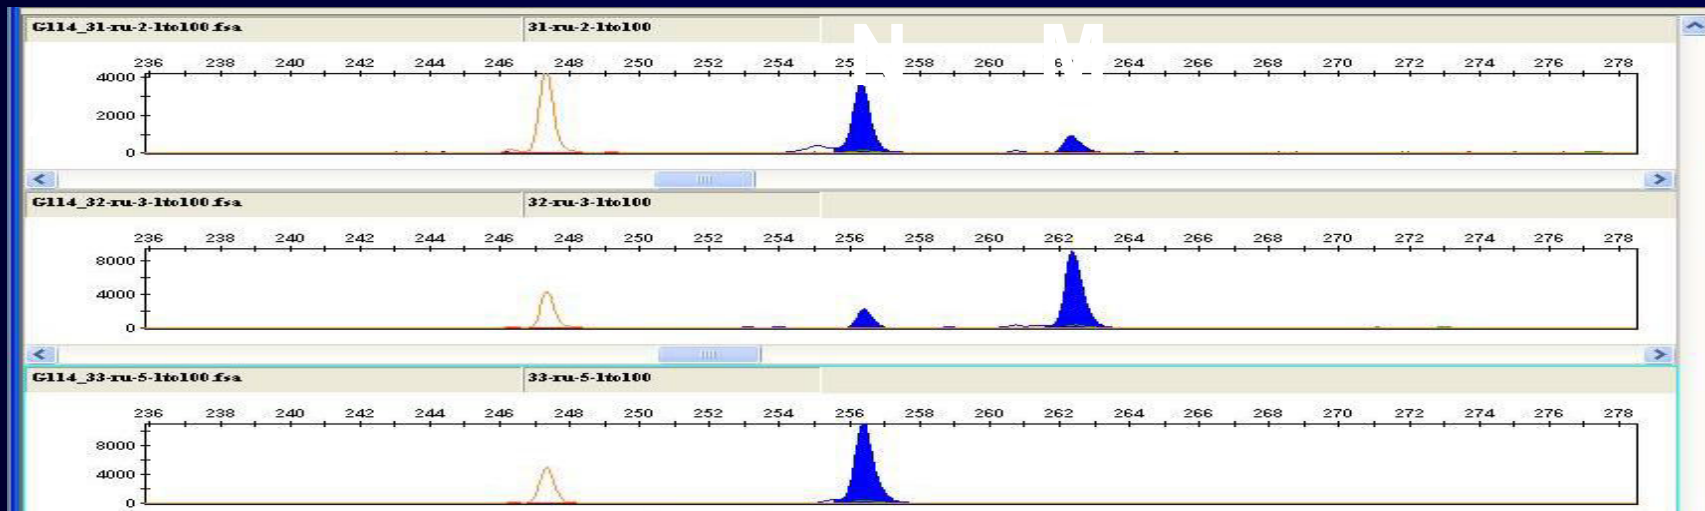 G114_31-ru-2-1to100.fsa 31-ru-2-1to100 N M
236 238 240 242 244 246 248 250 252 254 258 260 264 266 268 270 272 274 276 278
4000
2000
0
G114_32-ru-3-1to100.fsa 32-ru-3-1to100
236 238 240 242 244 246 248 250 252 254 256 258 260 262 264 266 268 270 272 274 276 278
8000
4000
0
G114_33-ru-5-1to100.fsa 33-ru-5-1to100
236 238 240 242 244 246 248 250 252 254 256 258 260 262 264 266 268 270 272 274 276 278
8000
4000
0